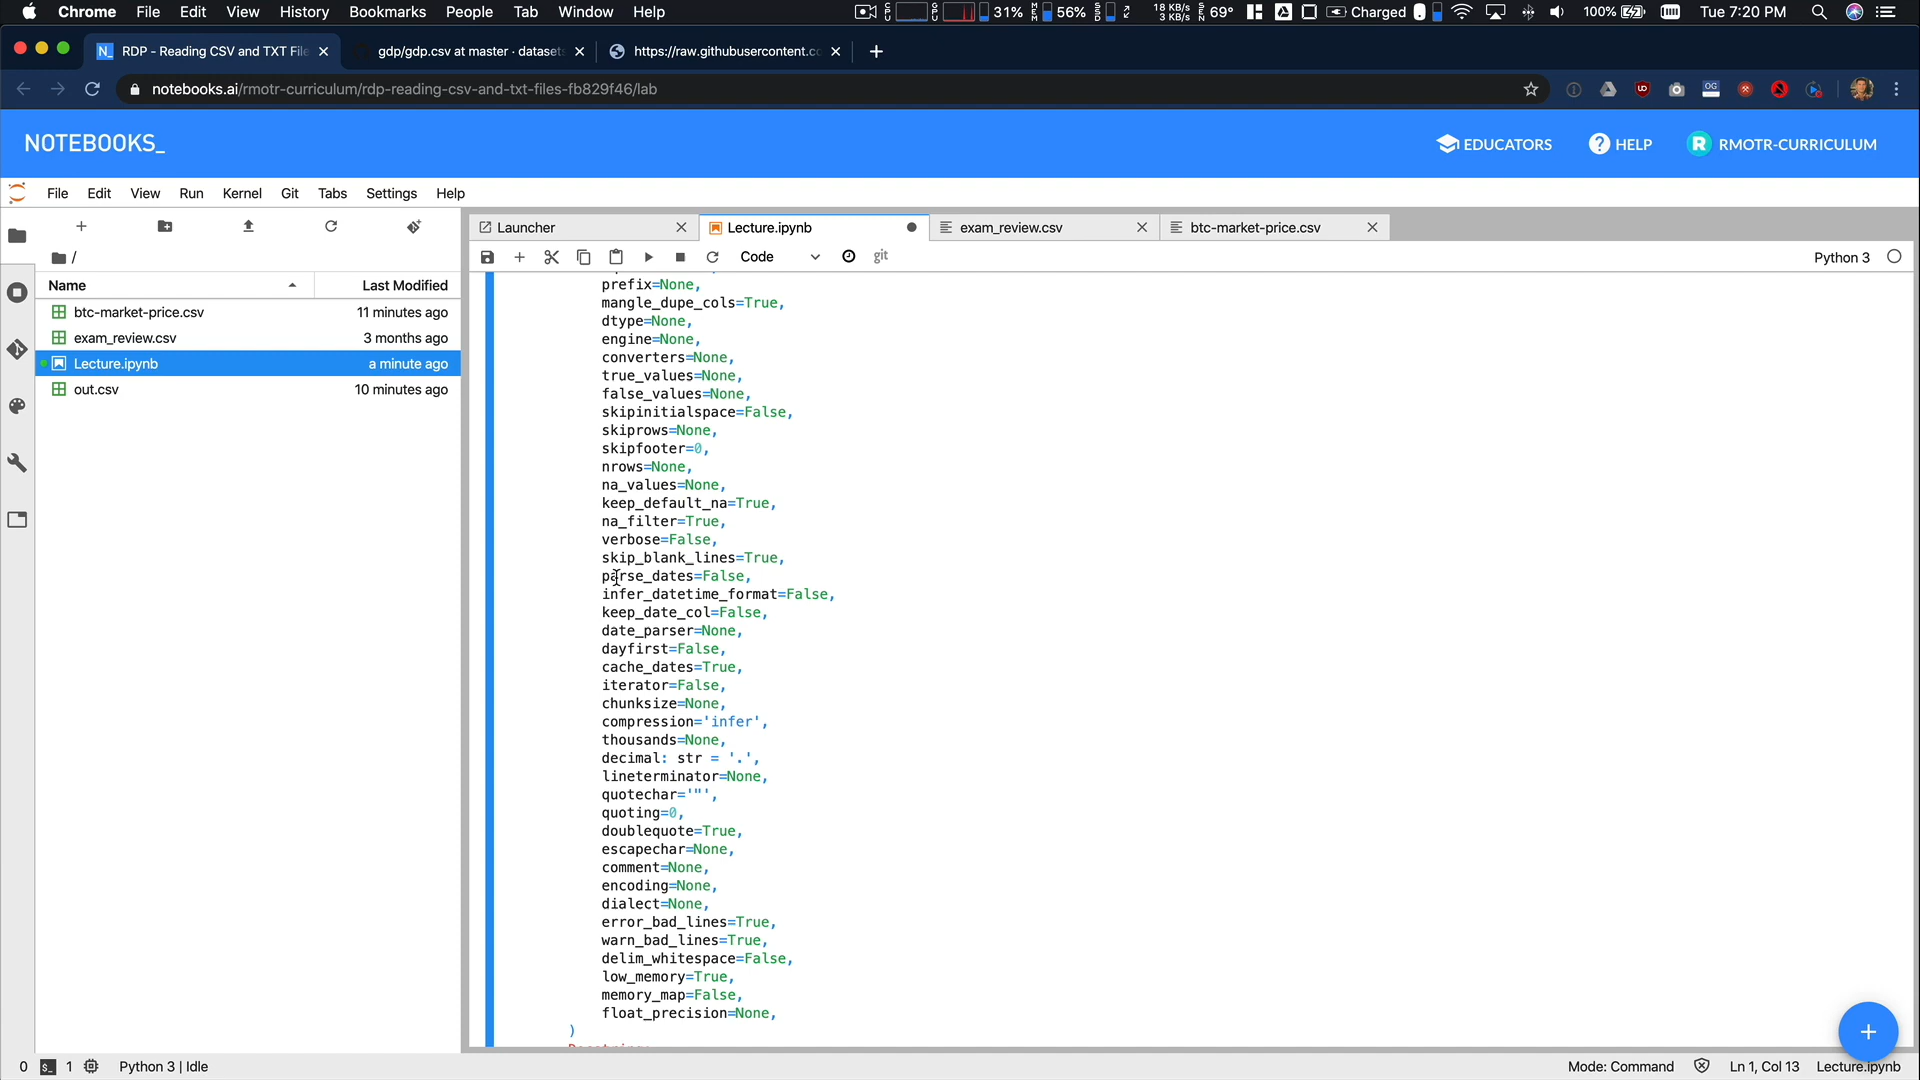 Chrome File Edit View History Bookmarks People Tab Window Help 31% 56% 18 KB/s 3 KB/s 69° Charged 100% Tue 7:20 PM
RDP - Reading CSV and TXT File gdp/gdp.csv at master · datasets https://raw.githubusercontent.co
notebooks.ai/rmotr-curriculum/rdp-reading-csv-and-txt-files-fb829f46/lab
NOTEBOOKS_ EDUCATORS HELP R RMOTR-CURRICULUM
File Edit View Run Kernel Git Tabs Settings Help
Launcher Lecture.ipynb exam_review.csv btc-market-price.csv
Code git Python 3
/
Name Last Modified
btc-market-price.csv 11 minutes ago
exam_review.csv 3 months ago
Lecture.ipynb a minute ago
out.csv 10 minutes ago
prefix=None,
mangle_dupe_cols=True,
dtype=None,
engine=None,
converters=None,
true_values=None,
false_values=None,
skipinitialspace=False,
skiprows=None,
skipfooter=0,
nrows=None,
na_values=None,
keep_default_na=True,
na_filter=True,
verbose=False,
skip_blank_lines=True,
parse_dates=False,
infer_datetime_format=False,
keep_date_col=False,
date_parser=None,
dayfirst=False,
cache_dates=True,
iterator=False,
chunksize=None,
compression='infer',
thousands=None,
decimal: str = '.',
lineterminator=None,
quotechar='"',
quoting=0,
doublequote=True,
escapechar=None,
comment=None,
encoding=None,
dialect=None,
error_bad_lines=True,
warn_bad_lines=True,
delim_whitespace=False,
low_memory=True,
memory_map=False,
float_precision=None,
)
0 1 Python 3 | Idle Mode: Command Ln 1, Col 13 Lecture.ipynb